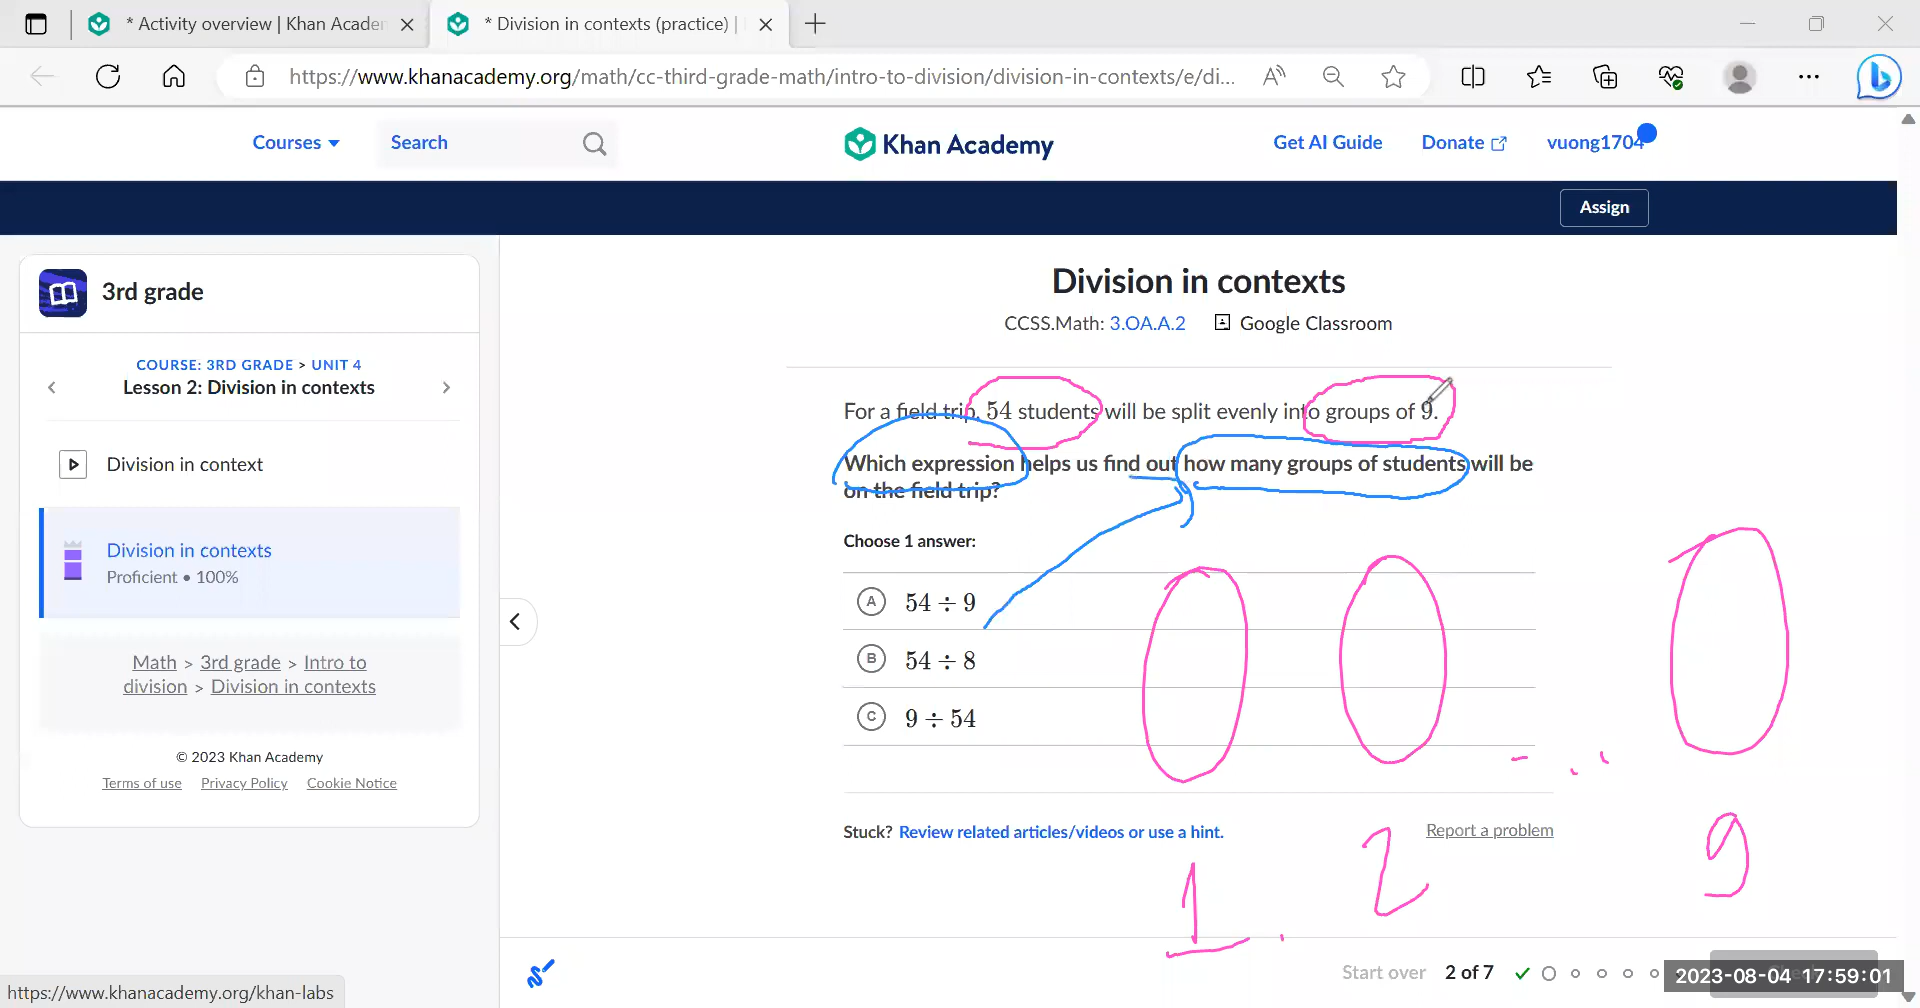 * Activity overview | Khan Acade
* Division in contexts (practice) |
https://www.khanacademy.org/math/cc-third-grade-math/intro-to-division/division-in-contexts/e/di...
Courses
Search
Khan Academy
Get AI Guide
Donate
vuong1704
Assign
3rd grade
COURSE: 3RD GRADE > UNIT 4
Lesson 2: Division in contexts
Division in context
Division in contexts
Proficient • 100%
Math > 3rd grade > Intro to
division > Division in contexts
© 2023 Khan Academy
Terms of use Privacy Policy Cookie Notice
Division in contexts
CCSS.Math: 3.OA.A.2 Google Classroom
For a field trip, 54 students will be split evenly into groups of 9.
Which expression helps us find out how many groups of students will be
on the field trip?
Choose 1 answer:
A 54 ÷ 9
B 54 ÷ 8
C 9 ÷ 54
Stuck? Review related articles/videos or use a hint.
Report a problem
1 2 9
Start over 2 of 7
2023-08-04 17:59:01
https://www.khanacademy.org/khan-labs